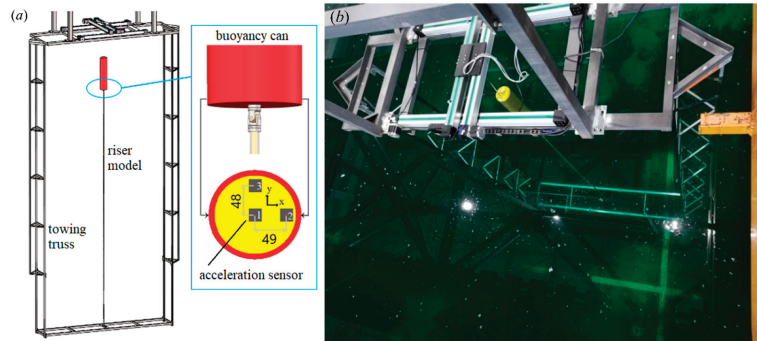 (a)
buoyancy can
riser
model
towing
truss
3
y
x
48
1
2
49
acceleration sensor
(b)